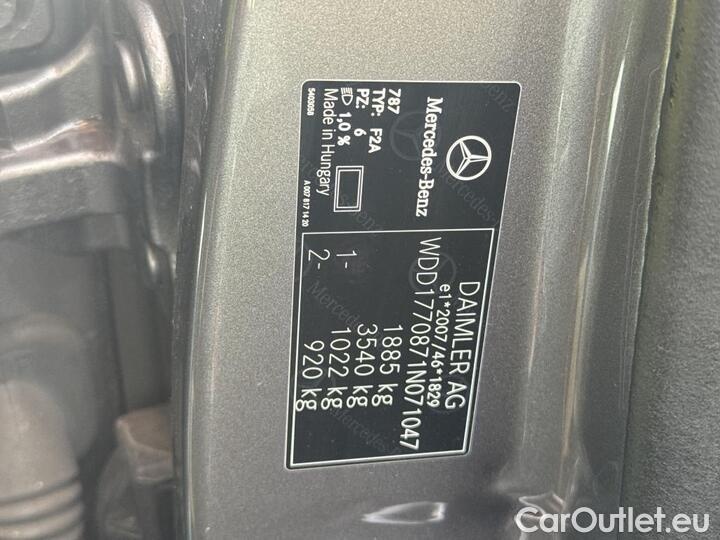 Mercedes-Benz
787
TYP: F2A
PZ: 6
1,0 %
Made in Hungary
5403058
A 007 817 14 20
DAIMLER AG
e1*2007/46*1829
WDD1770871N071047
1885 kg
3540 kg
1- 1022 kg
2- 920 kg
CarOutlet.eu